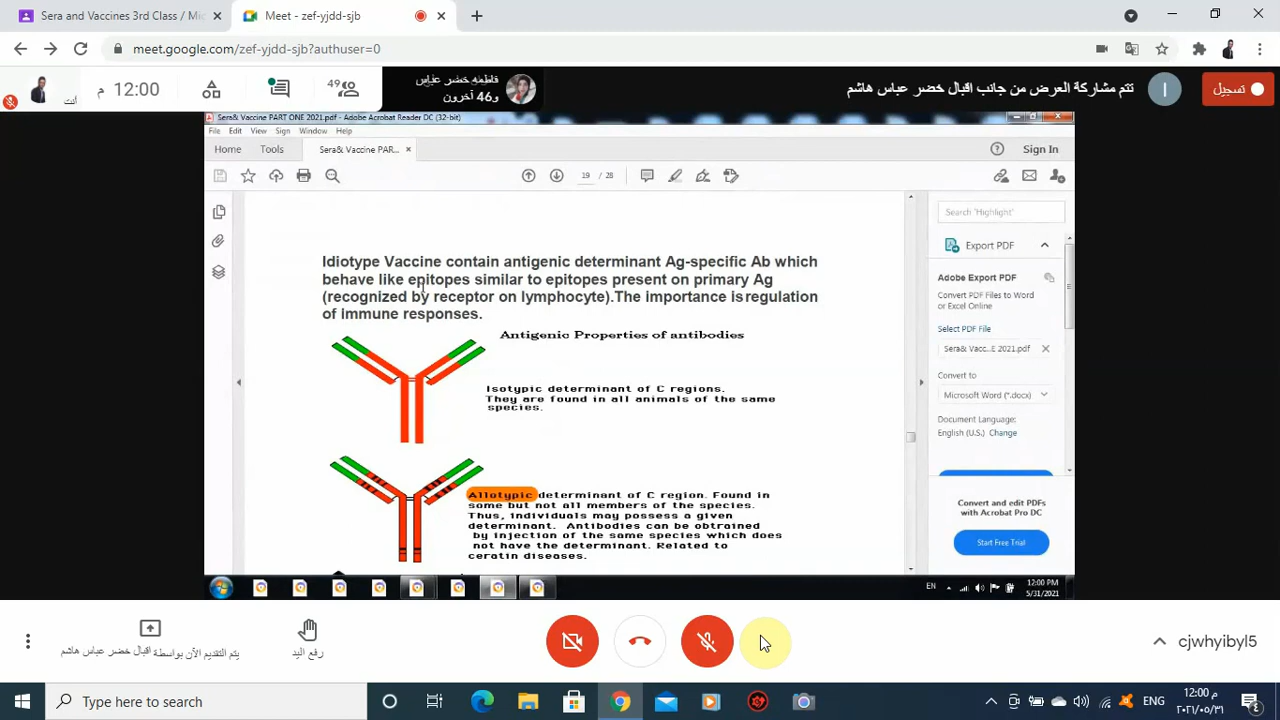 Sera and Vaccines 3rd Class / Mic
Meet - zef-yjdd-sjb
meet.google.com/zef-yjdd-sjb?authuser=0
أنت
12:00 م
49
فاطمه خضر عباس
و46 آخرون
تتم مشاركة العرض من جانب اقبال خضر عباس هاشم
I
تسجيل
Sera& Vaccine PART ONE 2021.pdf - Adobe Acrobat Reader DC (32-bit)
File Edit View Sign Window Help
Home Tools Sera& Vaccine PAR... Sign In
19 / 28
Search 'Highlight'
Export PDF
Adobe Export PDF
Convert PDF Files to Word
or Excel Online
Select PDF File
Sera& Vacc...E 2021.pdf
Convert to
Microsoft Word (*.docx)
Document Language:
English (U.S.) Change
Convert and edit PDFs
with Acrobat Pro DC
Start Free Trial
Idiotype Vaccine contain antigenic determinant Ag-specific Ab which
behave like epitopes similar to epitopes present on primary Ag
(recognized by receptor on lymphocyte).The importance is regulation
of immune responses.
Antigenic Properties of antibodies
Isotypic determinant of C regions.
They are found in all animals of the same
species.
Allotypic determinant of C region. Found in
some but not all members of the species.
Thus, individuals may possess a given
determinant. Antibodies can be obtrained
by injection of the same species which does
not have the determinant. Related to
ceratin diseases.
EN
12:00 PM
5/31/2021
يتم التقديم الآن بواسطة اقبال خضر عباس هاشم
رفع اليد
cjwhyibyl5
Type here to search
ENG
12:00 م
٢٠٢١/٠٥/٣١